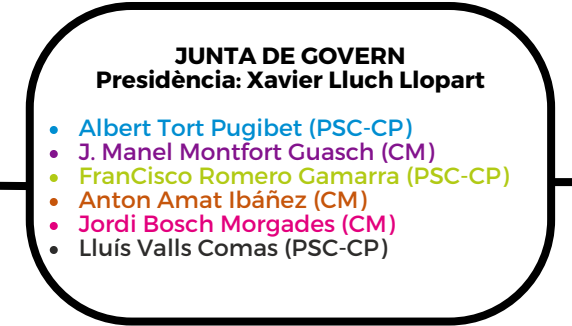 JUNTA DE GOVERN
Presidència: Xavier Lluch Llopart
• Albert Tort Pugibet (PSC-CP)
• J. Manel Montfort Guasch (CM)
• FranCisco Romero Gamarra (PSC-CP)
• Anton Amat Ibáñez (CM)
• Jordi Bosch Morgades (CM)
• Lluís Valls Comas (PSC-CP)